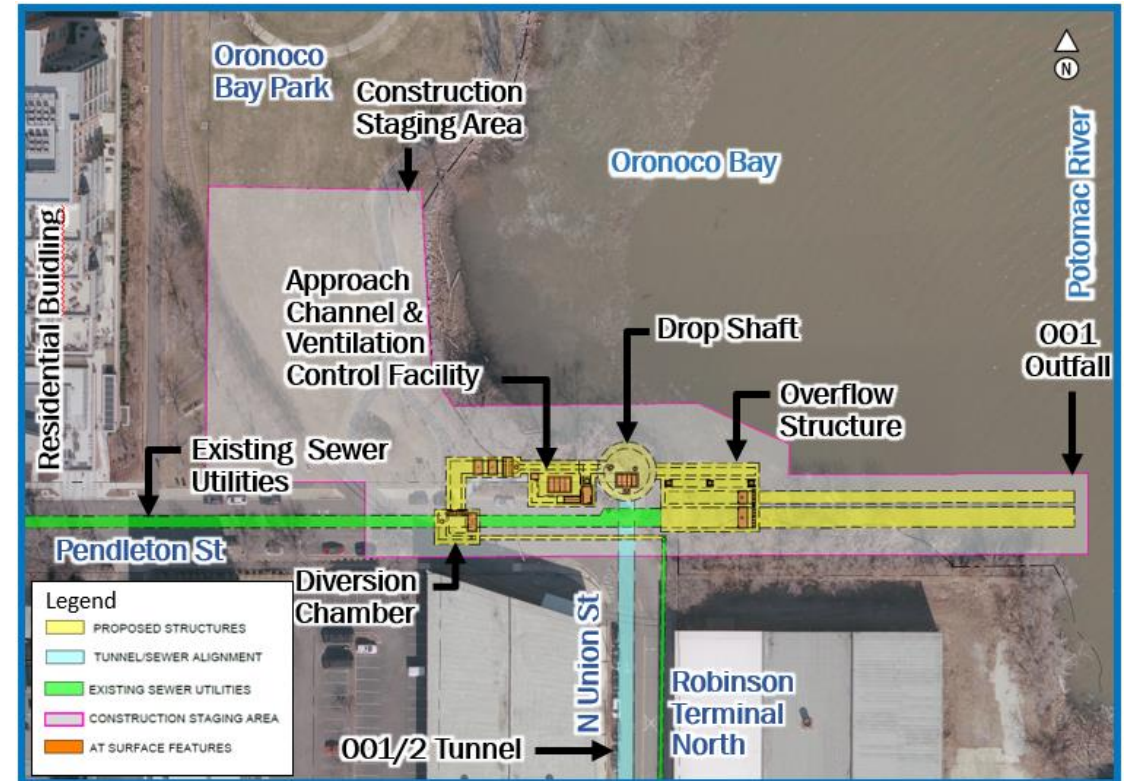 Oronoco
Bay Park
Construction
Staging Area
N
Oronoco Bay
Potomac River
Residential Buidling
Approach
Channel &
Ventilation
Control Facility
Drop Shaft
001
Outfall
Overflow
Structure
Existing Sewer
Utilities
Pendleton St
Diversion
Chamber
N Union St
Robinson
Terminal
North
001/2 Tunnel
Legend
PROPOSED STRUCTURES
TUNNEL/SEWER ALIGNMENT
EXISTING SEWER UTILITIES
CONSTRUCTION STAGING AREA
AT SURFACE FEATURES